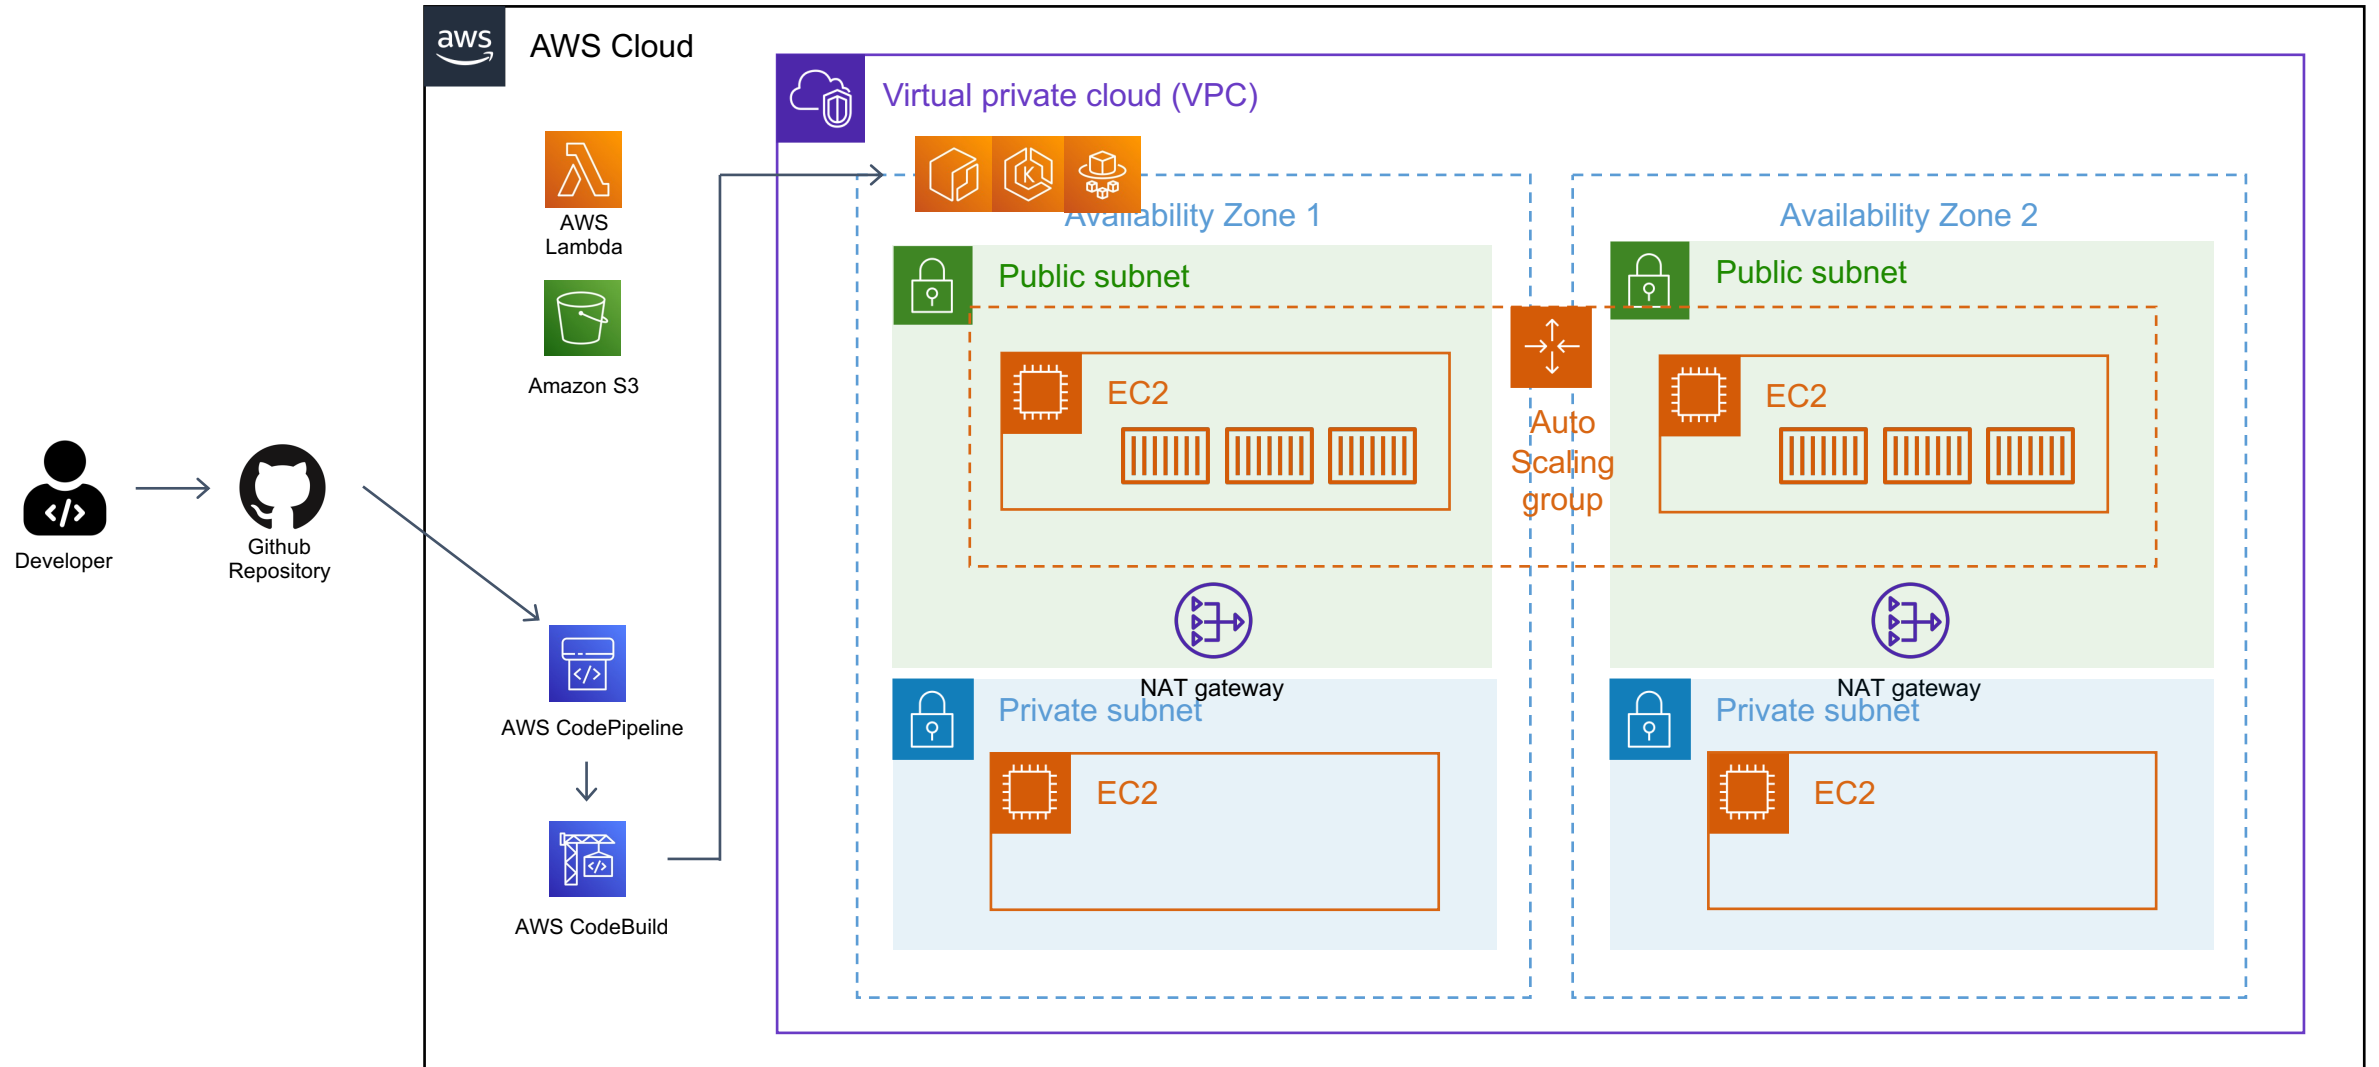 aws
AWS Cloud
Virtual private cloud (VPC)
AWS
Lambda
K
Availability Zone 1
Availability Zone 2
Public subnet
Public subnet
Amazon S3
EC2
EC2
Auto
Scaling
group
</>
Developer
Github
Repository
</>
AWS CodePipeline
NAT gateway
NAT gateway
Private subnet
Private subnet
EC2
EC2
</>
AWS CodeBuild